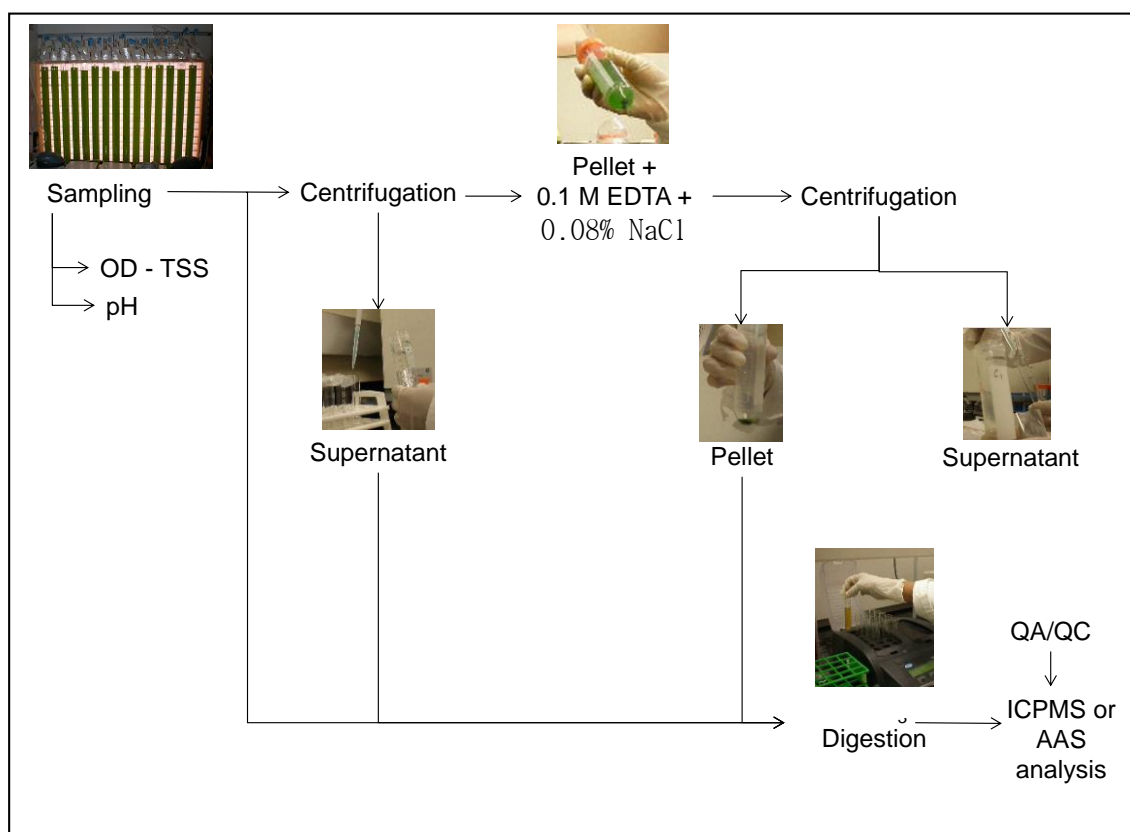 Sampling
OD - TSS
pH
Centrifugation
Supernatant
Pellet +
0.1 M EDTA +
0.08% NaCl
Centrifugation
Pellet
Supernatant
Digestion
QA/QC
ICPMS or
AAS
analysis